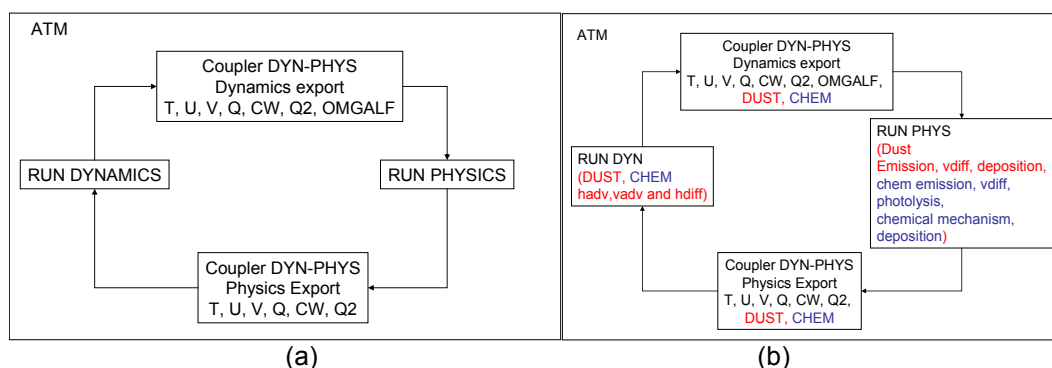 ATM
Coupler DYN-PHYS
Dynamics export
T, U, V, Q, CW, Q2, OMGALF
RUN DYNAMICS
RUN PHYSICS
Coupler DYN-PHYS
Physics Export
T, U, V, Q, CW, Q2
(a)
ATM
Coupler DYN-PHYS
Dynamics export
T, U, V, Q, CW, Q2, OMGALF,
DUST, CHEM
RUN DYN
(DUST, CHEM
hadv,vadv and hdiff)
RUN PHYS
(Dust
Emission, vdiff, deposition,
chem emission, vdiff,
photolysis,
chemical mechanism,
deposition)
Coupler DYN-PHYS
Physics Export
T, U, V, Q, CW, Q2,
DUST, CHEM
(b)